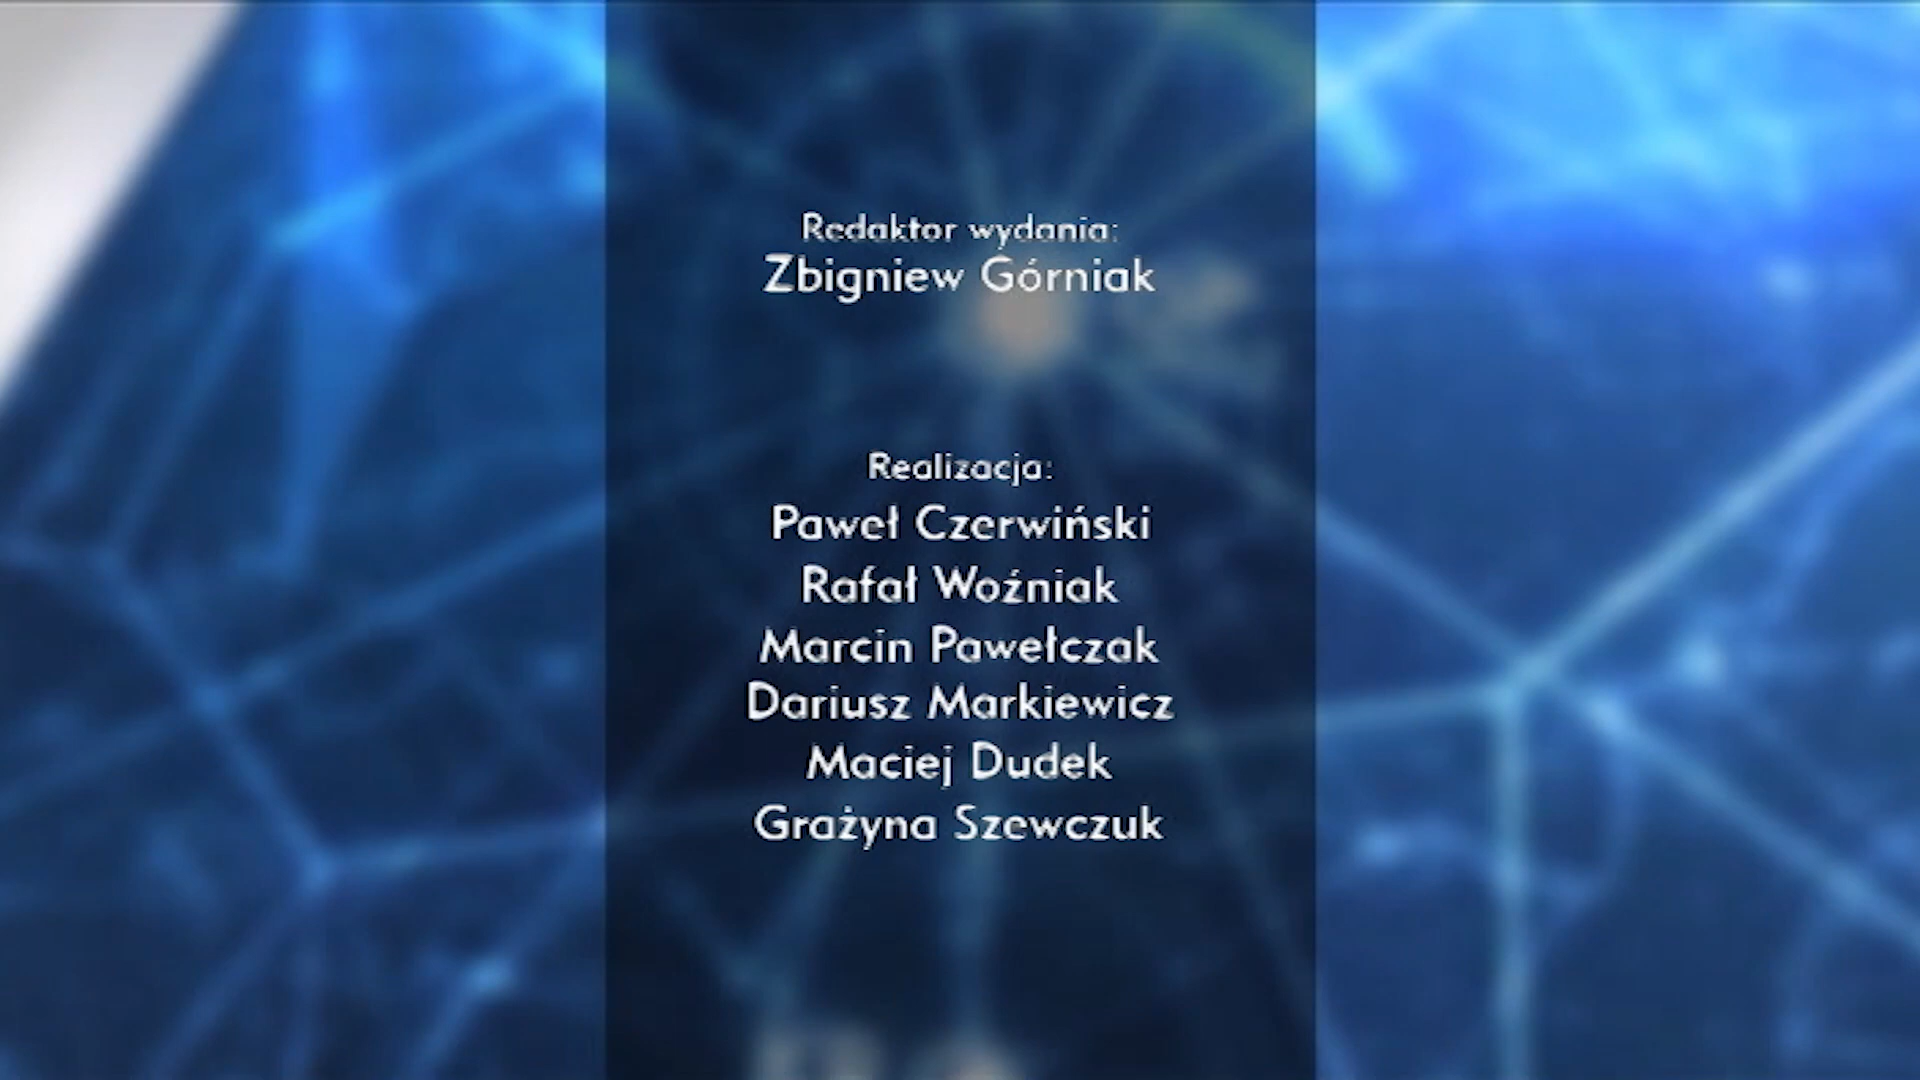 Redaktor wydania:
Zbigniew Górniak
Realizacja:
Paweł Czerwiński
Rafał Woźniak
Marcin Pawełczak
Dariusz Markiewicz
Maciej Dudek
Grażyna Szewczuk